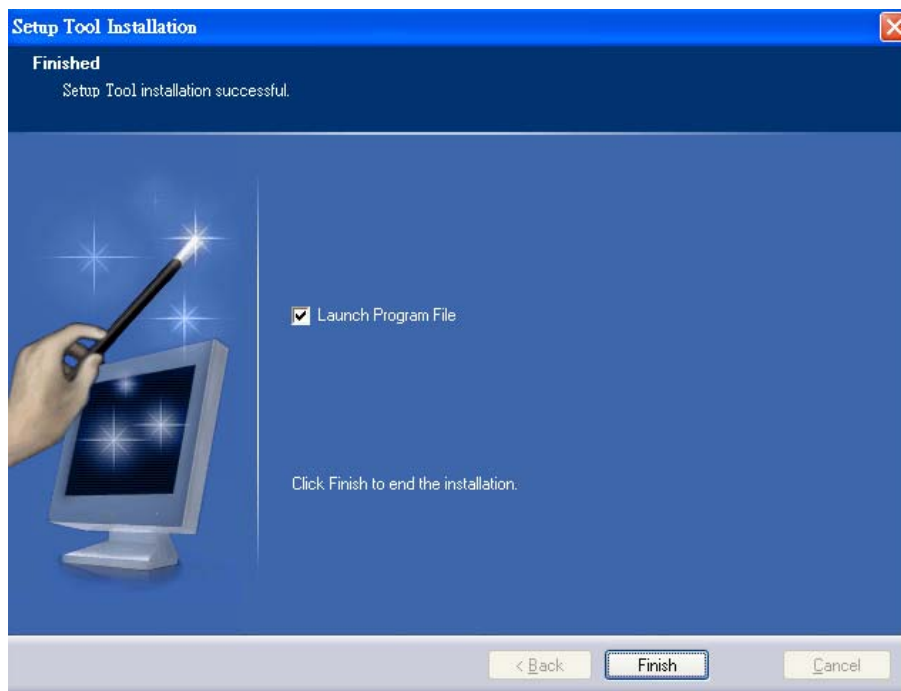 Setup Tool Installation
Finished
Setup Tool installation successful.
Launch Program File
Click Finish to end the installation.
< Back
Finish
Cancel